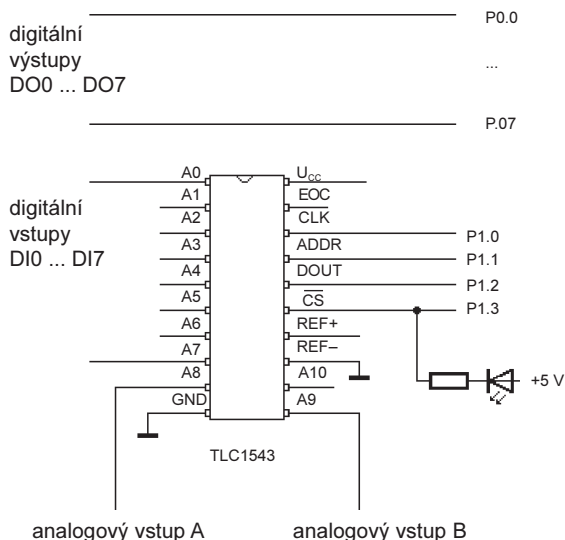 digitální
výstupy
DO0 ... DO7
P0.0
...
P.07
digitální
vstupy
DI0 ... DI7
A0
A1
A2
A3
A4
A5
A6
A7
A8
GND
UCC
EOC
CLK
ADDR
DOUT
CS
REF+
REF–
A10
A9
P1.0
P1.1
P1.2
P1.3
+5 V
TLC1543
analogový vstup A
analogový vstup B